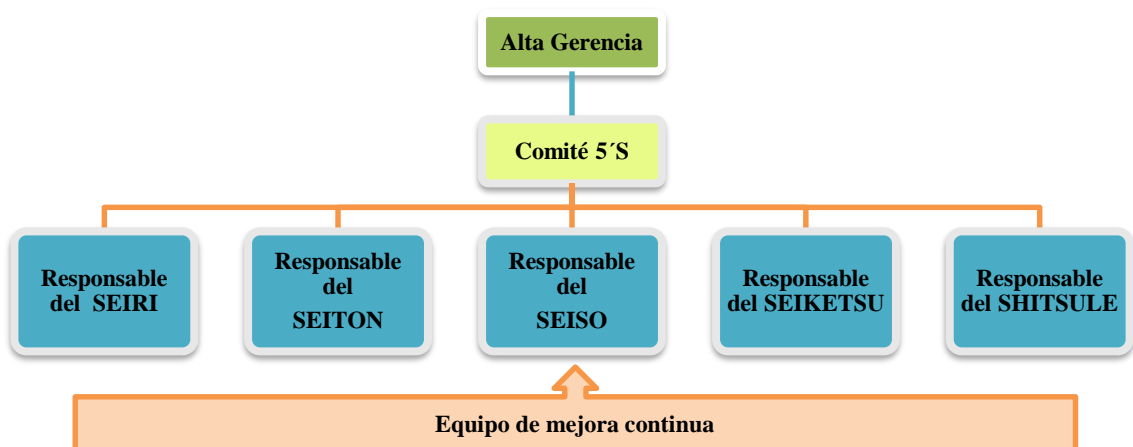 Alta Gerencia
Comité 5´S
Responsable
del SEIRI
Responsable
del
SEITON
Responsable
del
SEISO
Responsable
del SEIKETSU
Responsable
del SHITSULE
Equipo de mejora continua